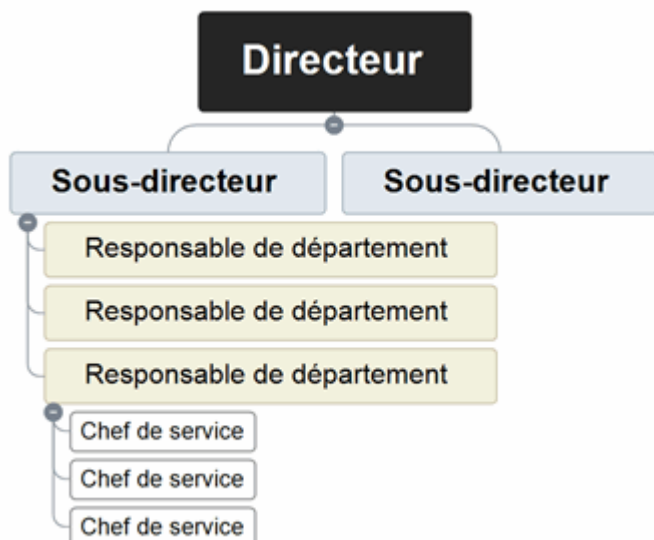 Directeur
Sous-directeur
Sous-directeur
Responsable de département
Responsable de département
Responsable de département
Chef de service
Chef de service
Chef de service